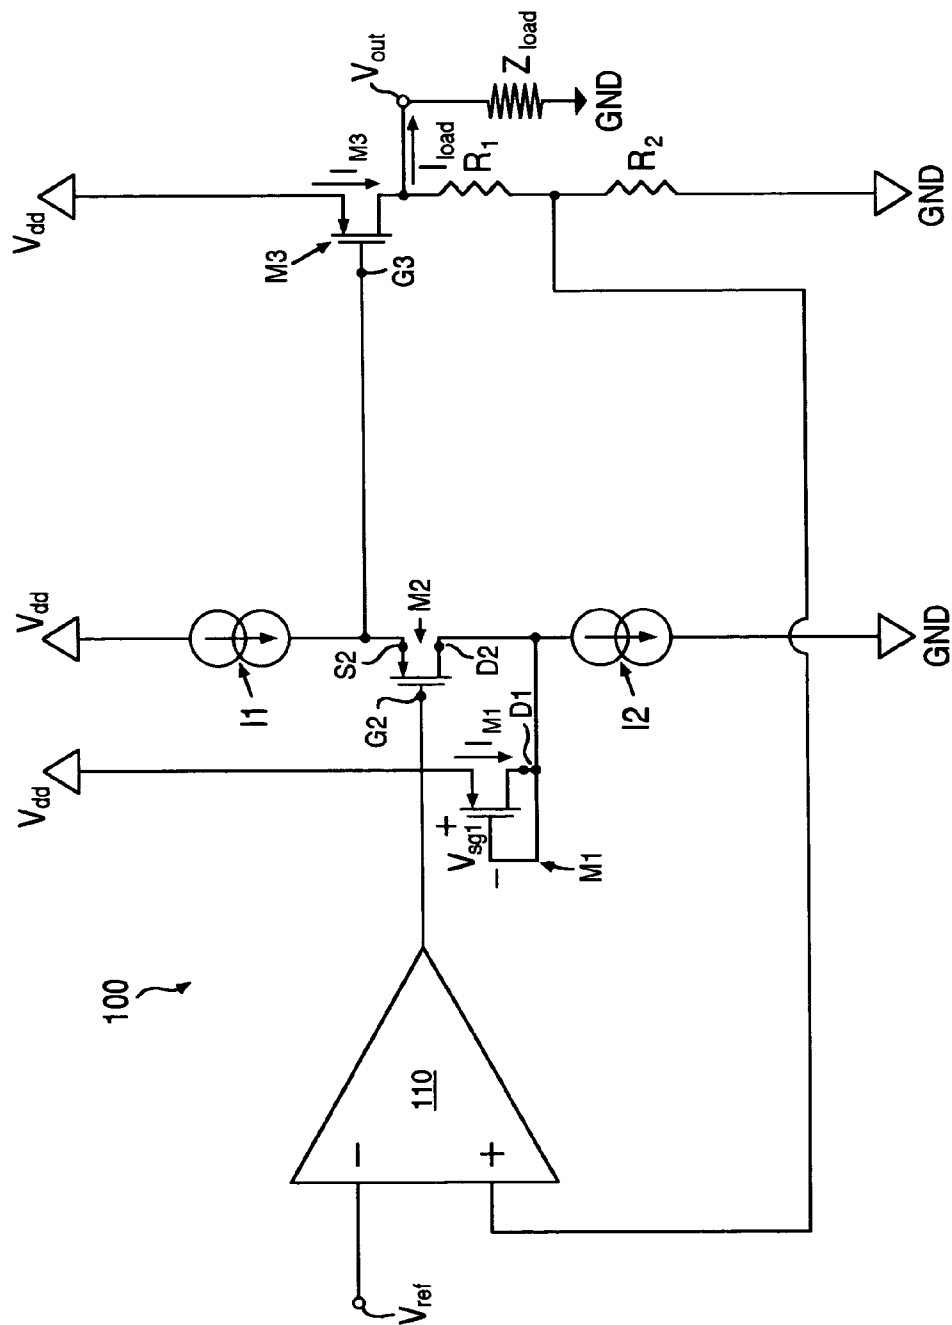 100
V_ref
−
+
110
V_dd
+
V_sg1
−
M1
I_M1
D1
V_dd
I1
G2
S2
M2
D2
I2
GND
V_dd
M3
G3
I_M3
V_out
I_load
Z_load
GND
R_1
R_2
GND